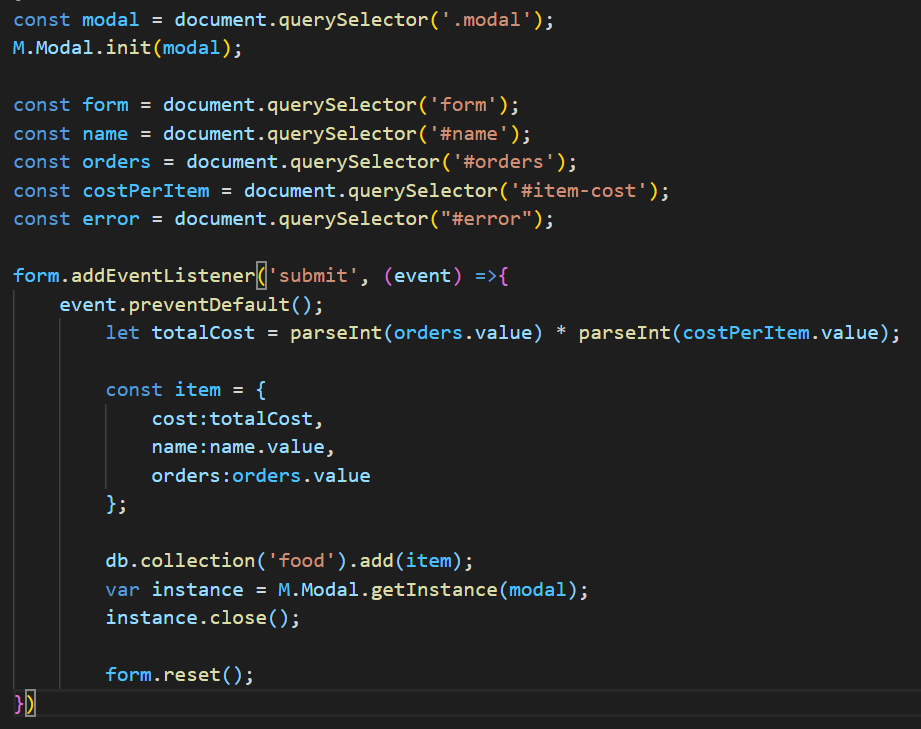 const modal = document.querySelector('.modal');
M.Modal.init(modal);

const form = document.querySelector('form');
const name = document.querySelector('#name');
const orders = document.querySelector('#orders');
const costPerItem = document.querySelector('#item-cost');
const error = document.querySelector("#error");

form.addEventListener('submit', (event) =>{
    event.preventDefault();
        let totalCost = parseInt(orders.value) * parseInt(costPerItem.value);

        const item = {
            cost:totalCost,
            name:name.value,
            orders:orders.value
        };

        db.collection('food').add(item);
        var instance = M.Modal.getInstance(modal);
        instance.close();

        form.reset();
})